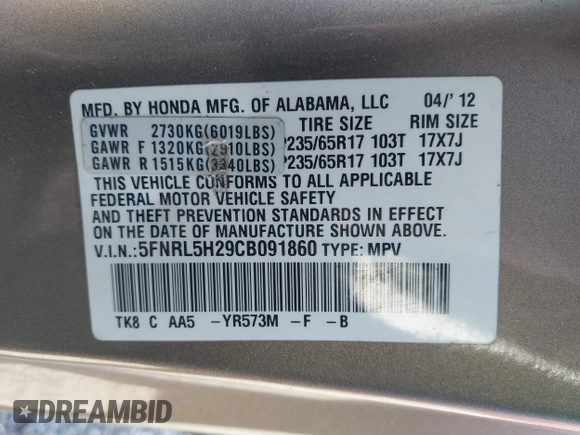 MFD. BY HONDA MFG. OF ALABAMA, LLC 04/' 12
TIRE SIZE RIM SIZE
GVWR 2730KG(6019LBS)
GAWR F 1320KG(2910LBS) P235/65R17 103T 17X7J
GAWR R 1515KG(3340LBS) P235/65R17 103T 17X7J
THIS VEHICLE CONFORMS TO ALL APPLICABLE
FEDERAL MOTOR VEHICLE SAFETY
AND THEFT PREVENTION STANDARDS IN EFFECT
ON THE DATE OF MANUFACTURE SHOWN ABOVE.
V.I.N.: 5FNRL5H29CB091860 TYPE: MPV
TK8 C AA5 -YR573M -F -B
DREAMBID